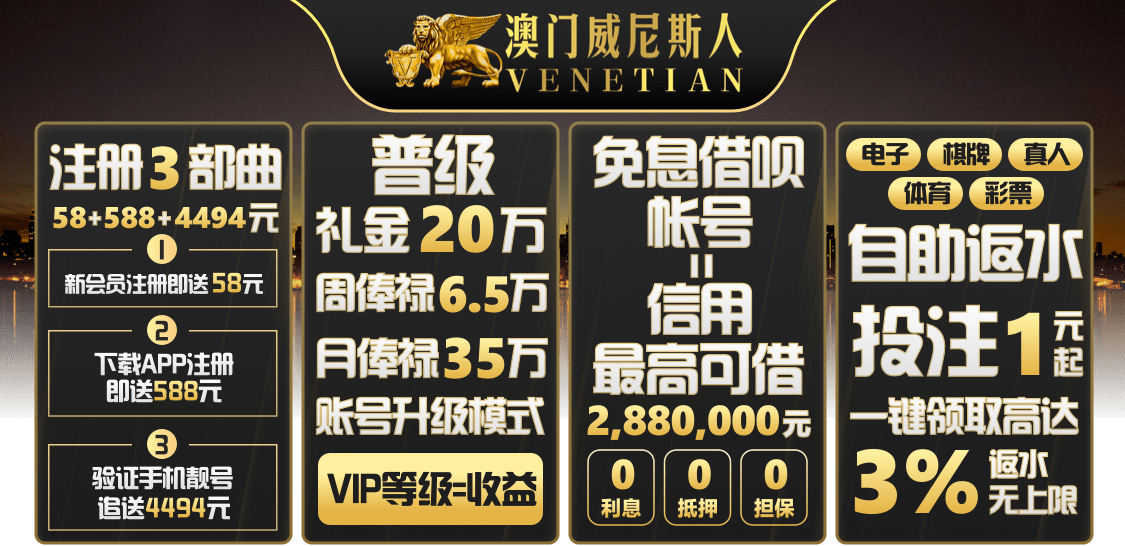 澳门威尼斯人
VENETIAN
注册3部曲
58+588+4494元
1
新会员注册即送58元
2
下载APP注册
即送588元
3
验证手机靓号
追送4494元
普级
礼金20万
周俸禄6.5万
月俸禄35万
账号升级模式
VIP等级=收益
免息借呗
帐号
=
信用
最高可借
2,880,000元
0
利息
0
抵押
0
担保
电子 棋牌 真人
体育 彩票
自助返水
投注1元起
一键领取高达
3%返水
无上限